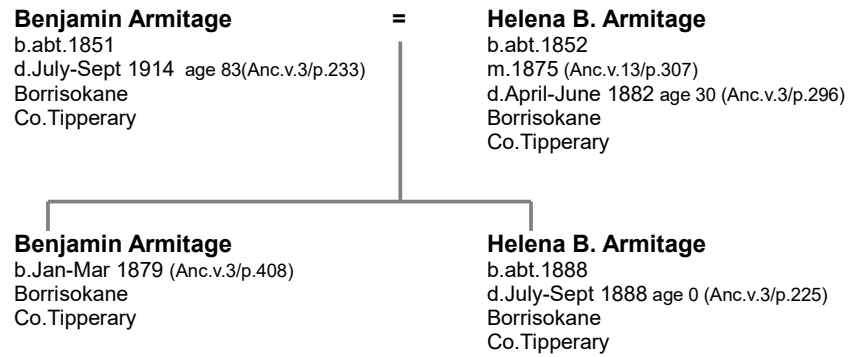 Benjamin Armitage = Helena B. Armitage
b.abt.1851
d.July-Sept 1914 age 83(Anc.v.3/p.233)
Borrisokane
Co.Tipperary
b.abt.1852
m.1875 (Anc.v.13/p.307)
d.April-June 1882 age 30 (Anc.v.3/p.296)
Borrisokane
Co.Tipperary
Benjamin Armitage
b.Jan-Mar 1879 (Anc.v.3/p.408)
Borrisokane
Co.Tipperary
Helena B. Armitage
b.abt.1888
d.July-Sept 1888 age 0 (Anc.v.3/p.225)
Borrisokane
Co.Tipperary